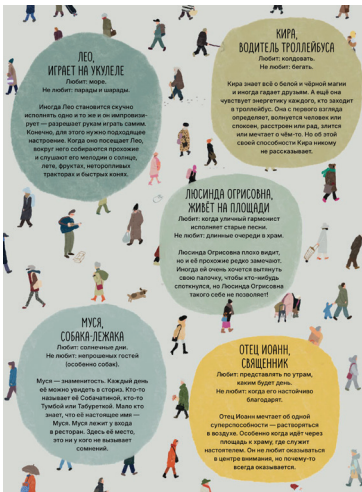 ЛЕО,
ИГРАЕТ НА УКУЛЕЛЕ
Любит: море.
Не любит: парады и шарады.
Иногда Лео становится скучно
исполнять одно и то же и он импровизи-
рует — разрешает рукам играть самим.
Конечно, для этого нужно подходящее
настроение. Когда оно посещает Лео,
вокруг него собираются прохожие
и слушают его мелодии о солнце,
лете, фруктах, неторопливых
тракторах и быстрых конях.
КИРА,
ВОДИТЕЛЬ ТРОЛЛЕЙБУСА
Любит: колдовать.
Не любит: бегать.
Кира знает всё о белой и чёрной магии
и иногда гадает друзьям. А ещё она
чувствует энергетику каждого, кто заходит
в троллейбус. Она с первого взгляда
определяет, волнуется человек или
спокоен, расстроен или рад, влит
или мечтает о чём-то. Но об этой
своей способности Кира никому
не рассказывает.
ЛЮСИНДА ОГРИСОВНА,
ЖИВЁТ НА ПЛОЩАДИ
Любит: когда уличный гармонист
исполняет старые песни.
Не любит: длинные очереди в храм.
Люсинда Огрисовна плохо видит,
но и её прохожие редко замечают.
Иногда ей очень хочется вытянуть
свою палочку, чтобы кто-нибудь
споткнулся, но Люсинда Огрисовна
такого себе не позволяет!
МУСЯ,
СОБАКА-ЛЕЖАКА
Любит: солнечные дни.
Не любит: непрошеных гостей
(особенно собак).
Муся — знаменитость. Каждый день
её можно увидеть в сториз. Кто-то
называет её Собачатиной, кто-то
Тумбой или Табуреткой. Мало кто
знает, что её настоящее имя —
Муся. Муся лежит у входа
в ресторан. Здесь её место,
это ни у кого не вызывает
сомнений.
ОТЕЦ ИОАНН,
СВЯЩЕННИК
Любит: представлять по утрам,
каким будет день.
Не любит: когда его настойчиво
благодарят.
Отец Иоанн мечтает об одной
суперспособности — растворяться
в воздухе. Особенно когда идёт через
площадь к храму, где служит
настоятелем. Он не любит оказываться
в центре внимания, но почему-то
всегда оказывается.